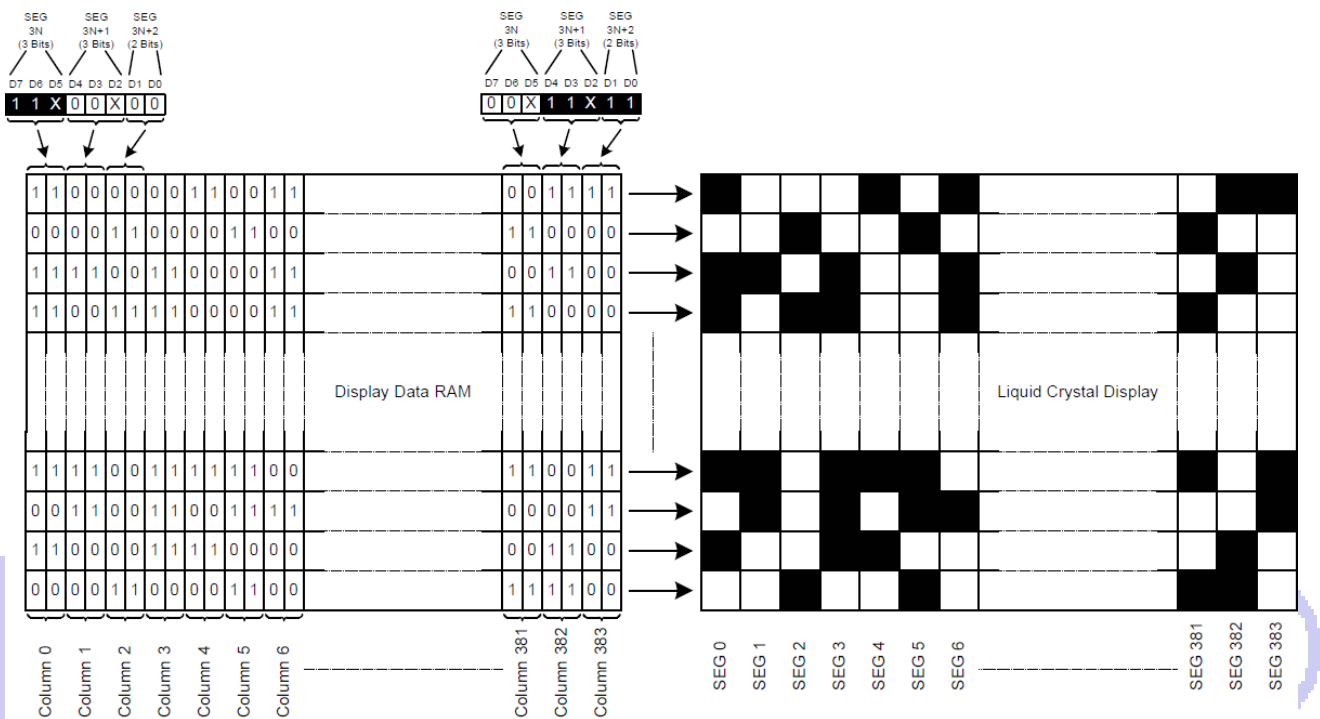 SEG SEG SEG
3N 3N+1 3N+2
(3 Bits) (3 Bits) (2 Bits)
D7 D6 D5 D4 D3 D2 D1 D0
1 1 X 0 0 X 0 0
SEG SEG SEG
3N 3N+1 3N+2
(3 Bits) (3 Bits) (2 Bits)
D7 D6 D5 D4 D3 D2 D1 D0
0 0 X 1 1 X 1 1
1 1 0 0 0 0 0 0 1 1 0 0 1 1 0 0 1 1 1 1
0 0 0 0 1 1 0 0 0 0 1 1 0 0 1 1 0 0 0 0
1 1 1 1 0 0 1 1 0 0 0 0 1 1 0 0 1 1 0 0
1 1 0 0 1 1 1 1 0 0 0 0 1 1 1 1 0 0 0 0
Display Data RAM
Liquid Crystal Display
1 1 1 1 0 0 1 1 1 1 1 1 0 0 1 1 0 0 1 1
0 0 1 1 0 0 1 1 0 0 1 1 1 1 0 0 0 0 1 1
1 1 0 0 0 0 1 1 1 1 0 0 0 0 0 0 1 1 0 0
0 0 0 0 1 1 0 0 0 0 1 1 0 0 1 1 1 1 0 0
Column 0
Column 1
Column 2
Column 3
Column 4
Column 5
Column 6
Column 381
Column 382
Column 383
SEG 0
SEG 1
SEG 2
SEG 3
SEG 4
SEG 5
SEG 6
SEG 381
SEG 382
SEG 383